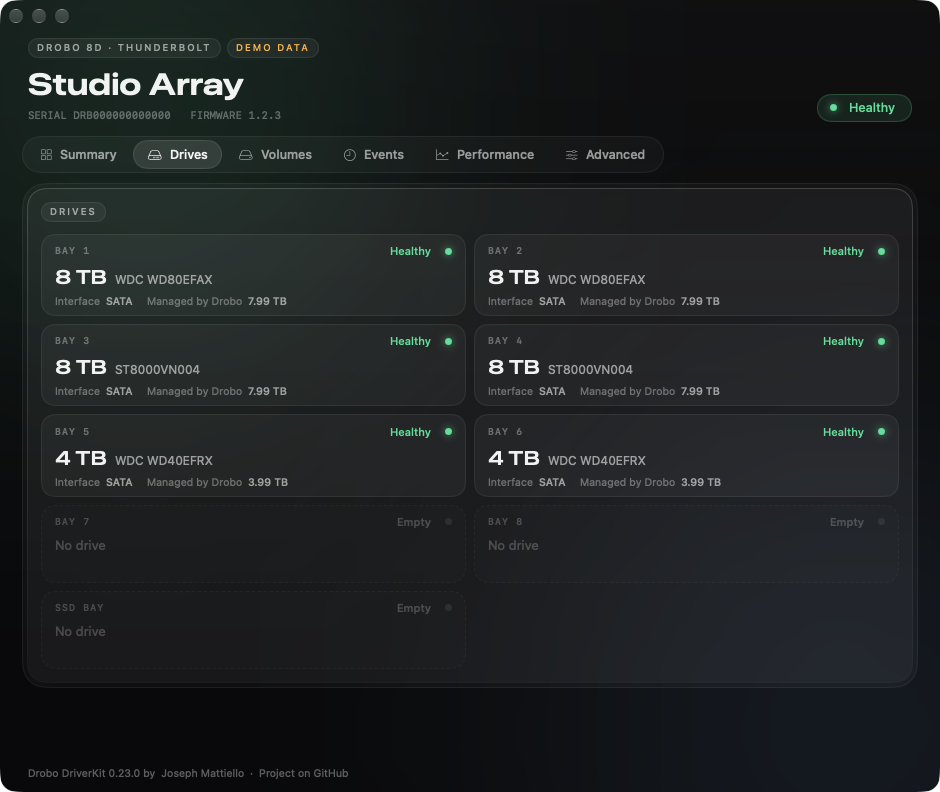 DROBO 8D · THUNDERBOLT DEMO DATA
Studio Array
SERIAL DRB000000000000 FIRMWARE 1.2.3
Healthy
Summary Drives Volumes Events Performance Advanced
DRIVES
BAY 1 Healthy
8 TB WDC WD80EFAX
Interface SATA Managed by Drobo 7.99 TB
BAY 2 Healthy
8 TB WDC WD80EFAX
Interface SATA Managed by Drobo 7.99 TB
BAY 3 Healthy
8 TB ST8000VN004
Interface SATA Managed by Drobo 7.99 TB
BAY 4 Healthy
8 TB ST8000VN004
Interface SATA Managed by Drobo 7.99 TB
BAY 5 Healthy
4 TB WDC WD40EFRX
Interface SATA Managed by Drobo 3.99 TB
BAY 6 Healthy
4 TB WDC WD40EFRX
Interface SATA Managed by Drobo 3.99 TB
BAY 7 Empty
No drive
BAY 8 Empty
No drive
SSD BAY Empty
No drive
Drobo DriverKit 0.23.0 by Joseph Mattiello · Project on GitHub